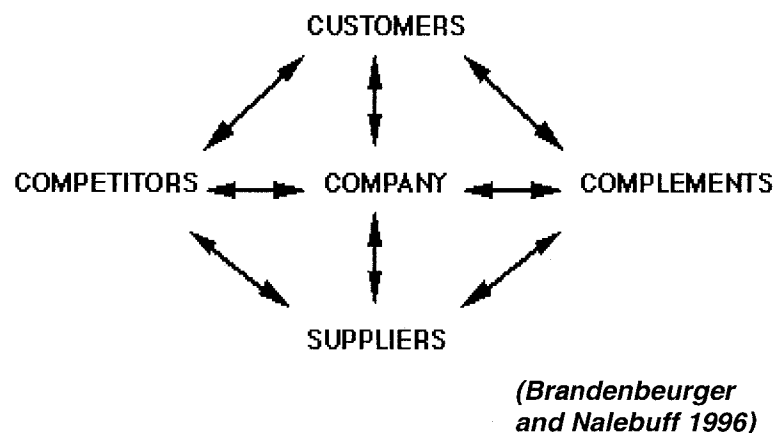 CUSTOMERS
COMPETITORS COMPANY COMPLEMENTS
SUPPLIERS
(Brandenbeurger
and Nalebuff 1996)